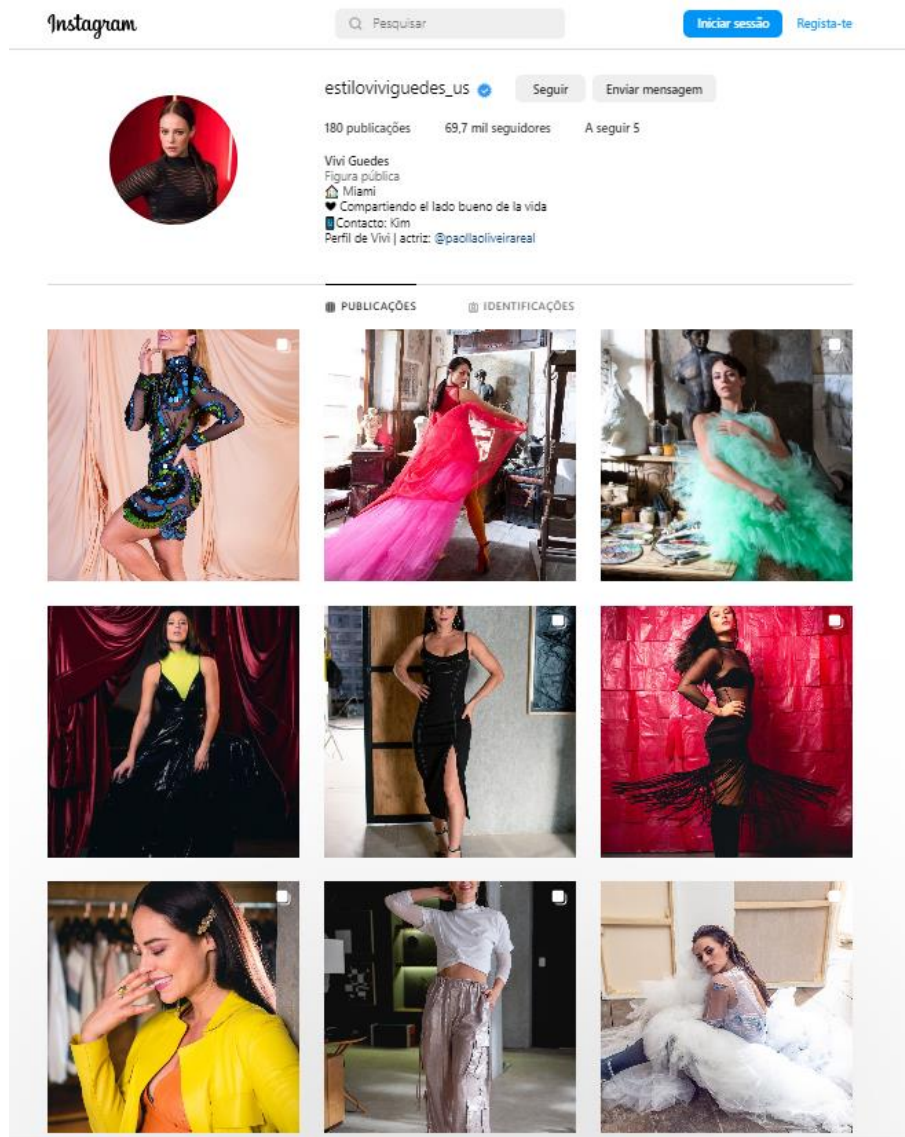 Instagram
Pesquisar
Iniciar sessão
Regista-te
estiloviviguedes_us
Seguir
Enviar mensagem
180 publicações 69,7 mil seguidores A seguir 5
Vivi Guedes
Figura pública
Miami
Compartiendo el lado bueno de la vida
Contacto: Kim
Perfil de Vivi | actriz: @paollaoliveirareal
PUBLICAÇÕES
IDENTIFICAÇÕES